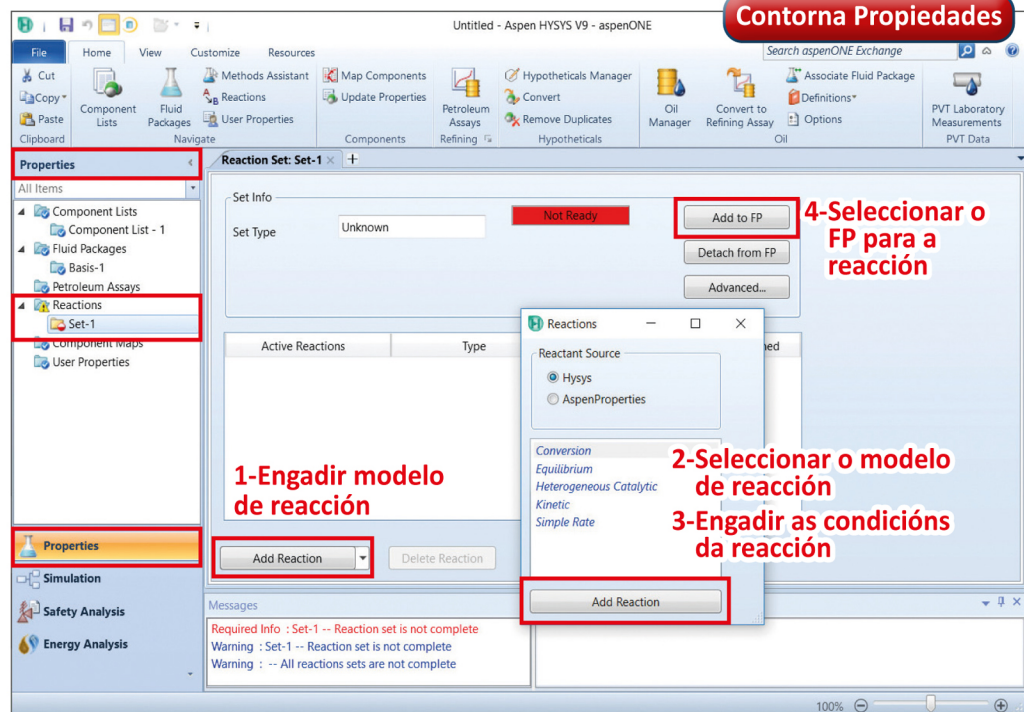 Untitled - Aspen HYSYS V9 - aspenONE
Contorna Propiedades
File
Home
View
Customize
Resources
Search aspenONE Exchange
Cut
Copy
Paste
Clipboard
Component Lists
Fluid Packages
Methods Assistant
Reactions
User Properties
Navigate
Map Components
Update Properties
Components
Petroleum Assays
Refining
Hypotheticals Manager
Convert
Remove Duplicates
Hypotheticals
Oil Manager
Convert to Refining Assay
Associate Fluid Package
Definitions
Options
Oil
PVT Laboratory Measurements
PVT Data
Properties
All Items
Component Lists
Component List - 1
Fluid Packages
Basis-1
Petroleum Assays
Reactions
Set-1
Component Maps
User Properties
Properties
Simulation
Safety Analysis
Energy Analysis
Reaction Set: Set-1
Set Info
Set Type
Unknown
Not Ready
Add to FP
Detach from FP
Advanced...
4-Seleccionar o
FP para a
reacción
Active Reactions
Type
Reactions
Reactant Source
Hysys
AspenProperties
Conversion
Equilibrium
Heterogeneous Catalytic
Kinetic
Simple Rate
Add Reaction
1-Engadir modelo
de reacción
2-Seleccionar o modelo
de reacción
3-Engadir as condicións
da reacción
Add Reaction
Delete Reaction
Messages
Required Info : Set-1 -- Reaction set is not complete
Warning : Set-1 -- Reaction set is not complete
Warning : -- All reactions sets are not complete
100%